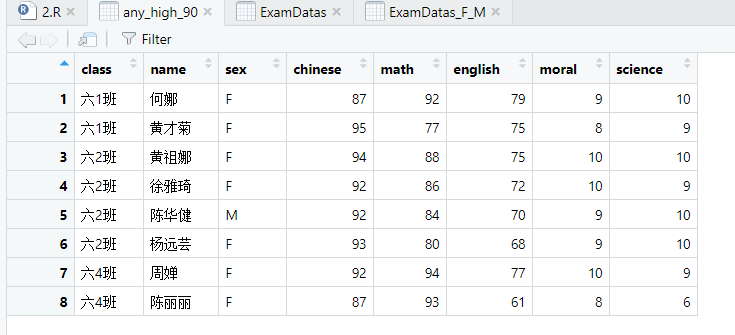 2.R any_high_90 ExamDatas ExamDatas_F_M
Filter
class name sex chinese math english moral science
1 六1班 何娜 F 87 92 79 9 10
2 六1班 黄才菊 F 95 77 75 8 9
3 六2班 黄祖娜 F 94 88 75 10 10
4 六2班 徐雅琦 F 92 86 72 10 9
5 六2班 陈华健 M 92 84 70 9 10
6 六2班 杨远芸 F 93 80 68 9 10
7 六4班 周婵 F 92 94 77 10 9
8 六4班 陈丽丽 F 87 93 61 8 6